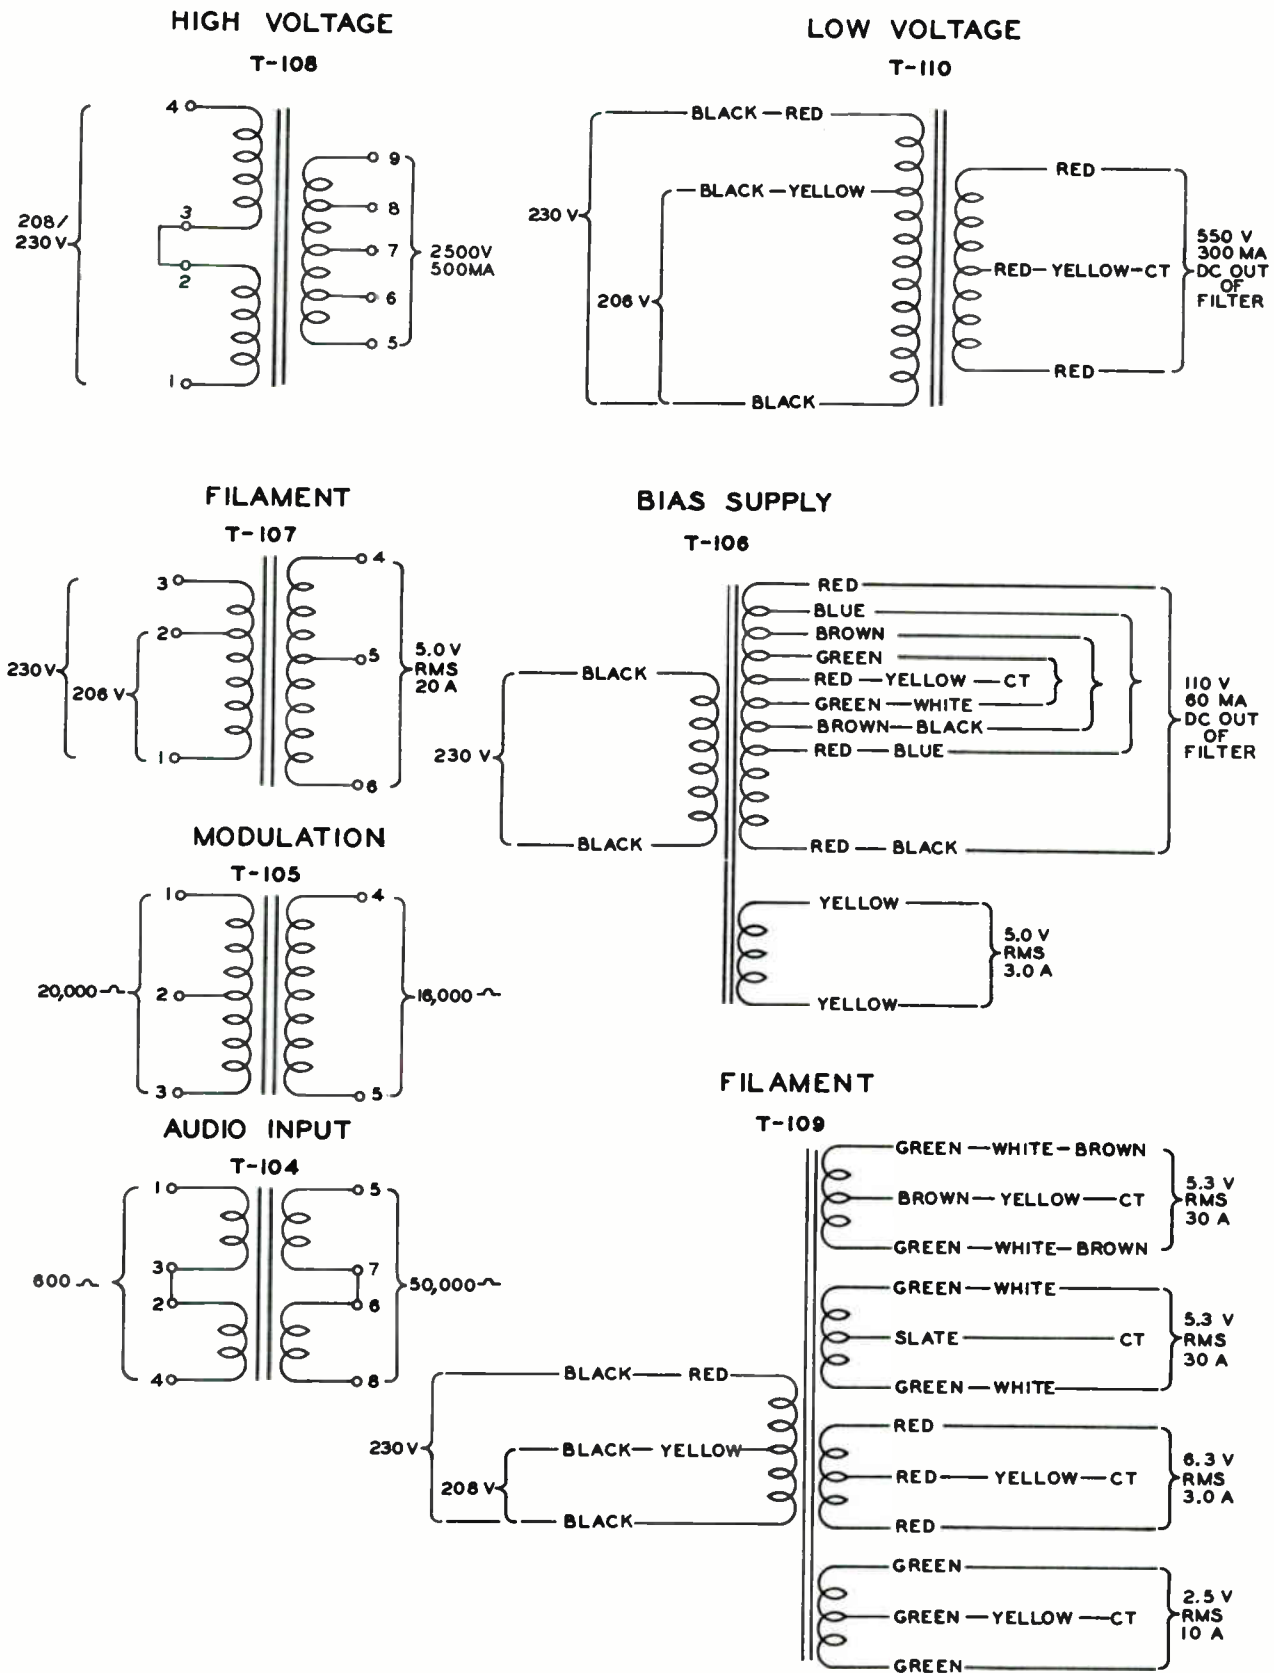 HIGH VOLTAGE
T-108
4
3
2
1
208/
230 V
9
8
7
6
5
2500V
500MA
LOW VOLTAGE
T-110
BLACK — RED
BLACK — YELLOW
BLACK
230 V
208 V
RED
RED — YELLOW — CT
RED
550 V
300 MA
DC OUT
OF
FILTER
FILAMENT
T-107
3
2
1
230 V
208 V
4
5
6
5.0 V
RMS
20 A
BIAS SUPPLY
T-106
BLACK
230 V
BLACK
RED
BLUE
BROWN
GREEN
RED — YELLOW — CT
GREEN — WHITE
BROWN — BLACK
RED — BLUE
RED — BLACK
110 V
60 MA
DC OUT
OF
FILTER
YELLOW
YELLOW
5.0 V
RMS
3.0 A
MODULATION
T-105
1
2
3
20,000
4
5
16,000
AUDIO INPUT
T-104
1
3
2
4
600
5
7
6
8
50,000
FILAMENT
T-109
BLACK — RED
BLACK — YELLOW
BLACK
230 V
208 V
GREEN — WHITE — BROWN
BROWN — YELLOW — CT
GREEN — WHITE — BROWN
5.3 V
RMS
30 A
GREEN — WHITE
SLATE — CT
GREEN — WHITE
5.3 V
RMS
30 A
RED
RED — YELLOW — CT
RED
6.3 V
RMS
3.0 A
GREEN
GREEN — YELLOW — CT
GREEN
2.5 V
RMS
10 A